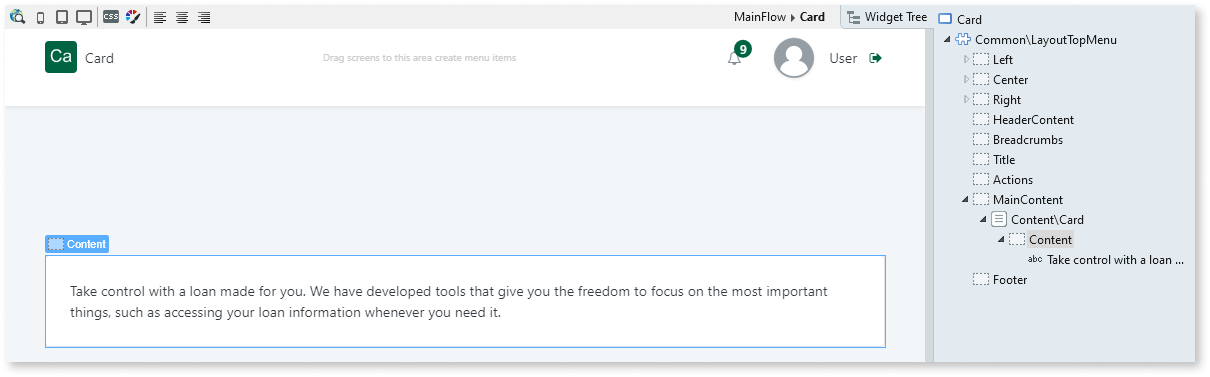 CSS
MainFlow Card
Widget Tree
Ca Card
Drag screens to this area create menu items
9
User
Content
Take control with a loan made for you. We have developed tools that give you the freedom to focus on the most important
things, such as accessing your loan information whenever you need it.
Card
Common\LayoutTopMenu
Left
Center
Right
HeaderContent
Breadcrumbs
Title
Actions
MainContent
Content\Card
Content
abc Take control with a loan ...
Footer